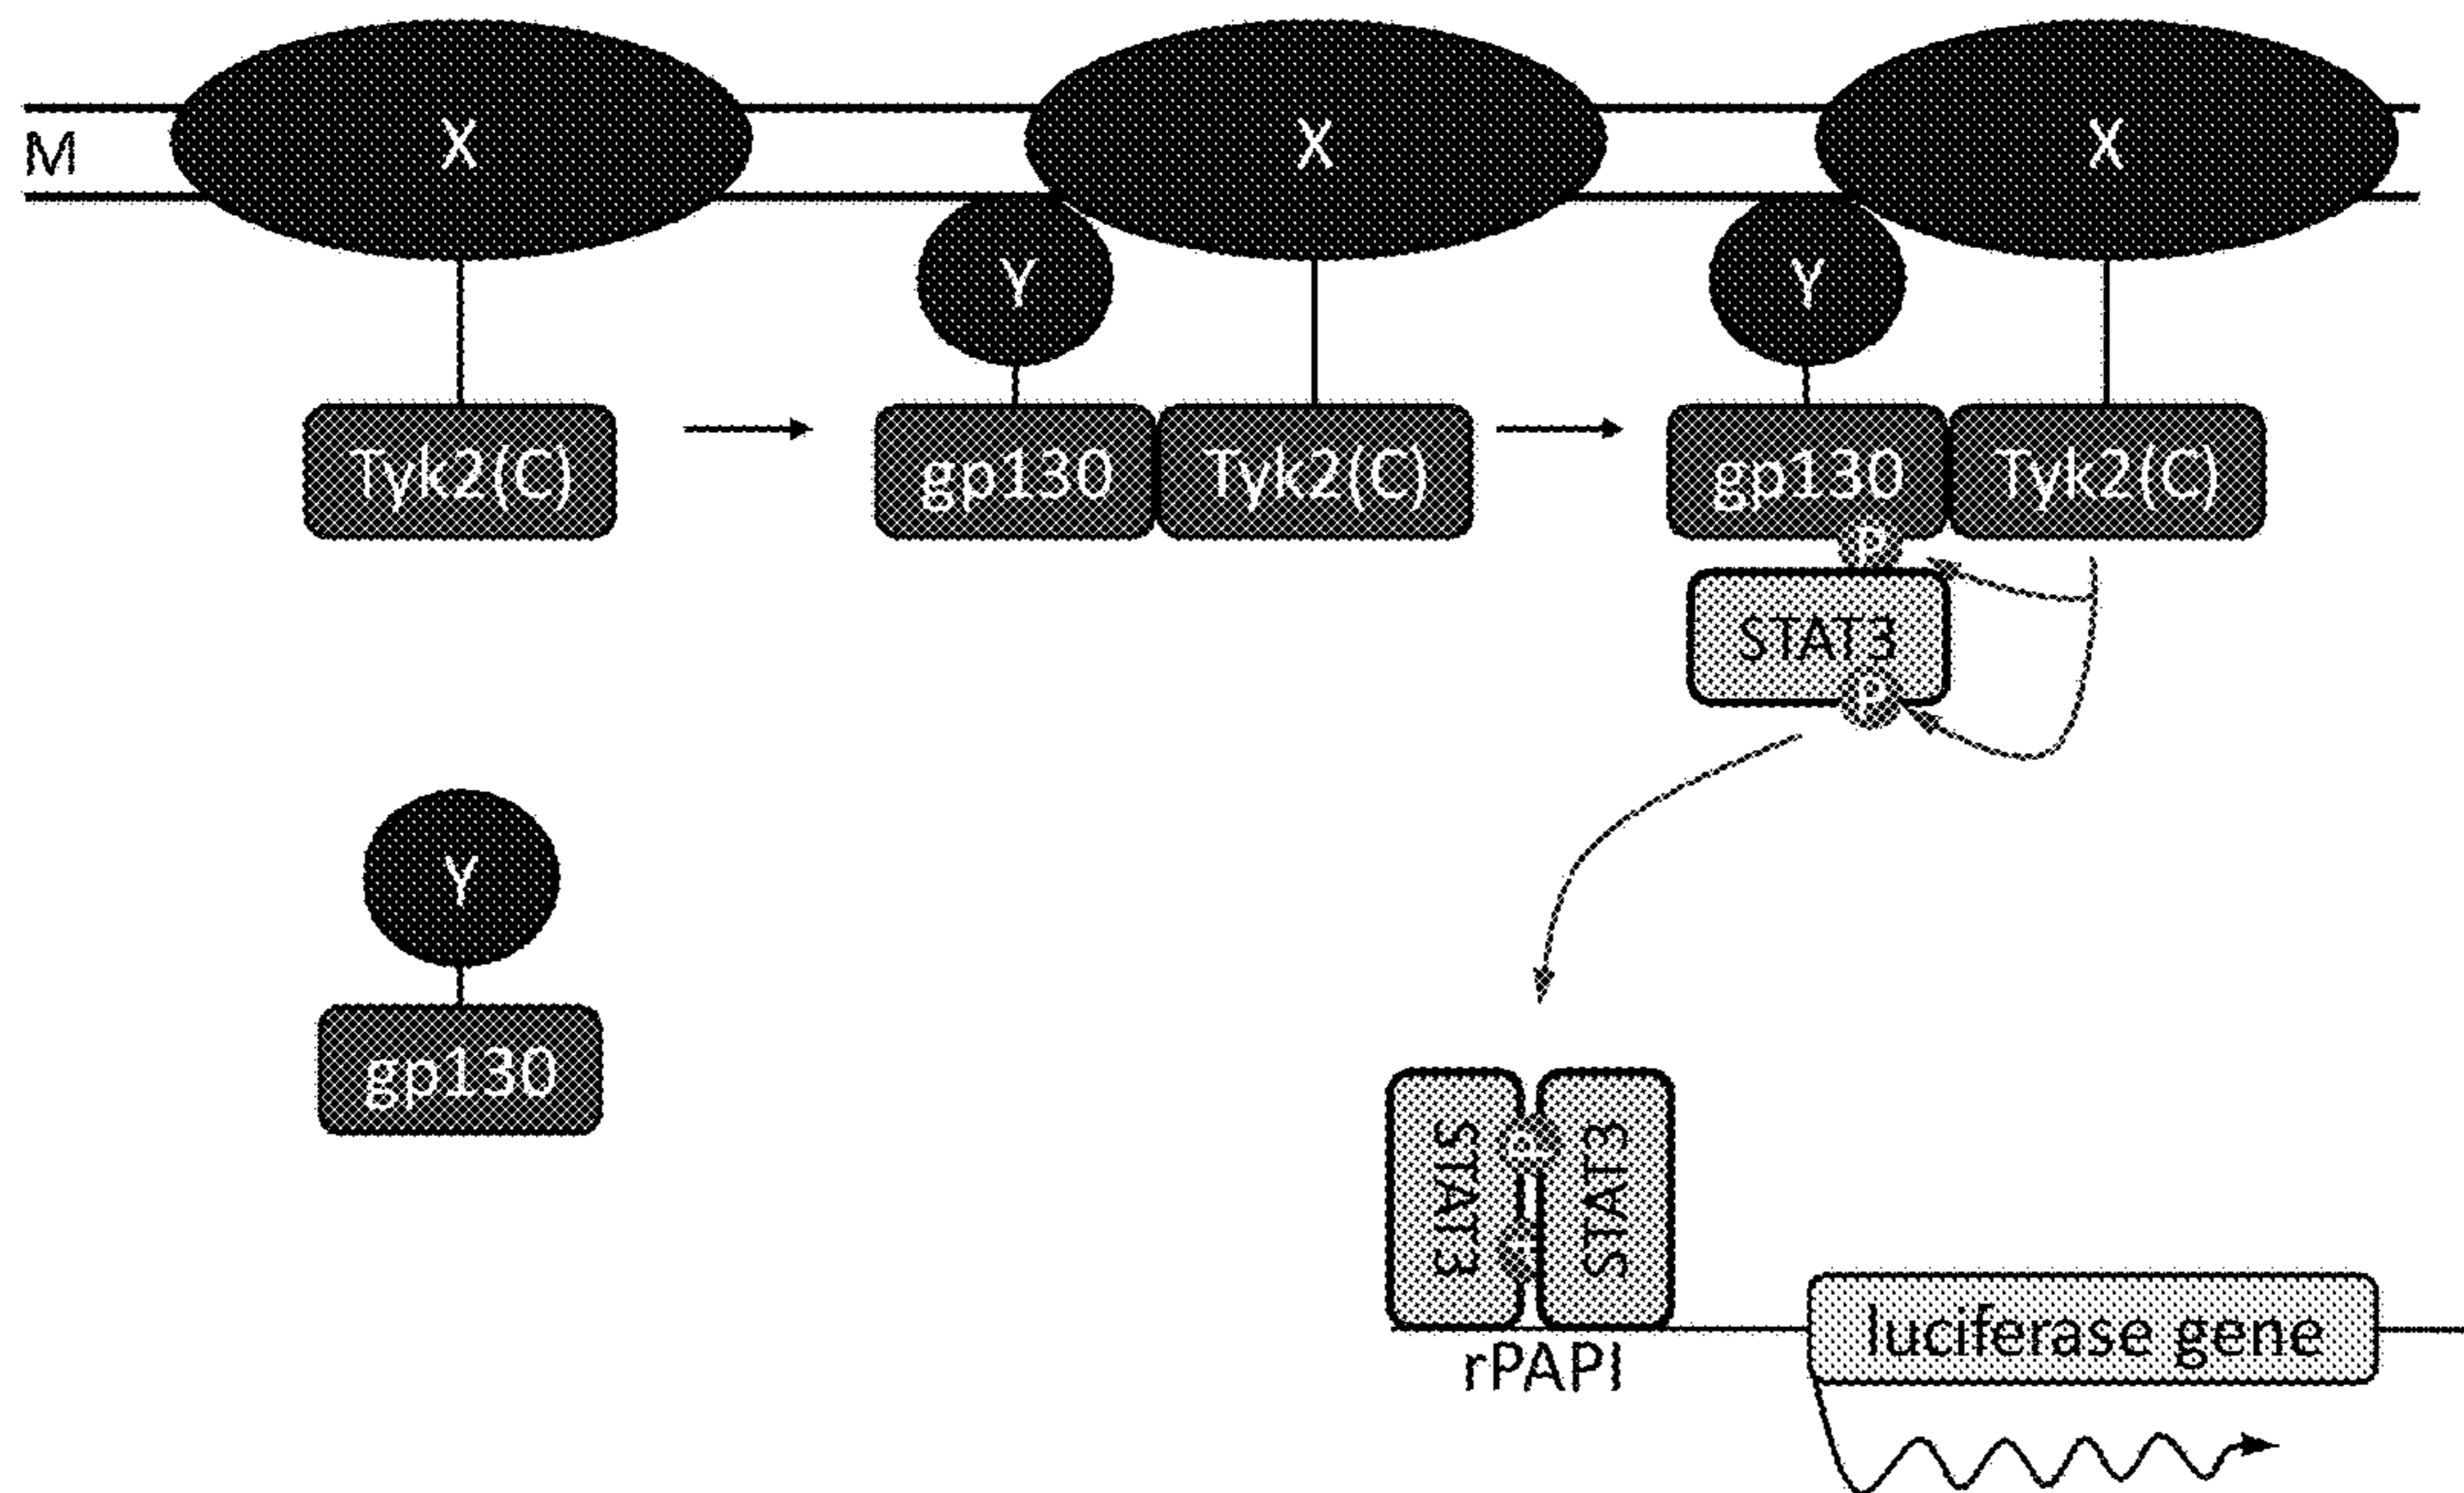 M
X
X
X
Y
Y
Tyk2(C)
gp130
Tyk2(C)
gp130
Tyk2(C)
P
STAT3
P
Y
gp130
STAT3
P
STAT3
rPAPI
luciferase gene